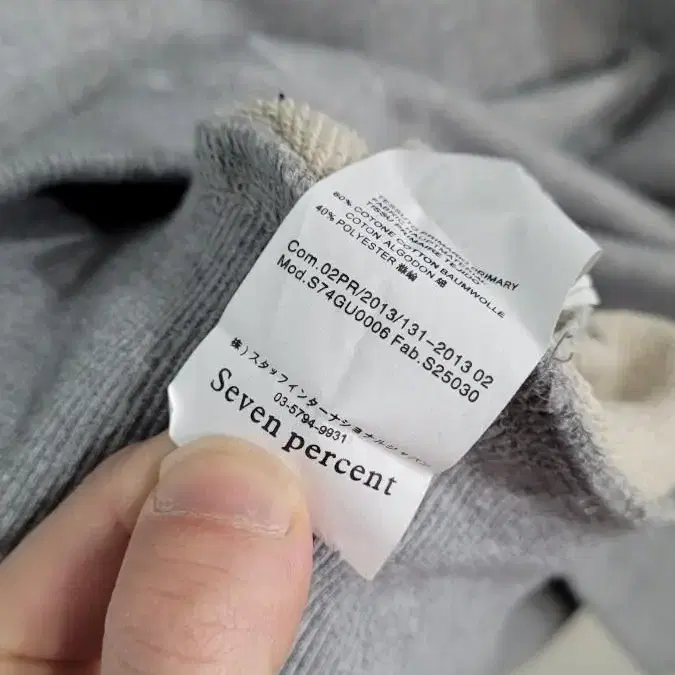 PRIMARY
60% COTONE COTTON BAUMWOLLE
COTON ALGODON 綿
40% POLYESTER
Com.02PR/2013/131-2013 02
Mod.S74GU0006 Fab.S25030
株)スタッフインターナショナルジャパン
03-5794-9931
Seven percent